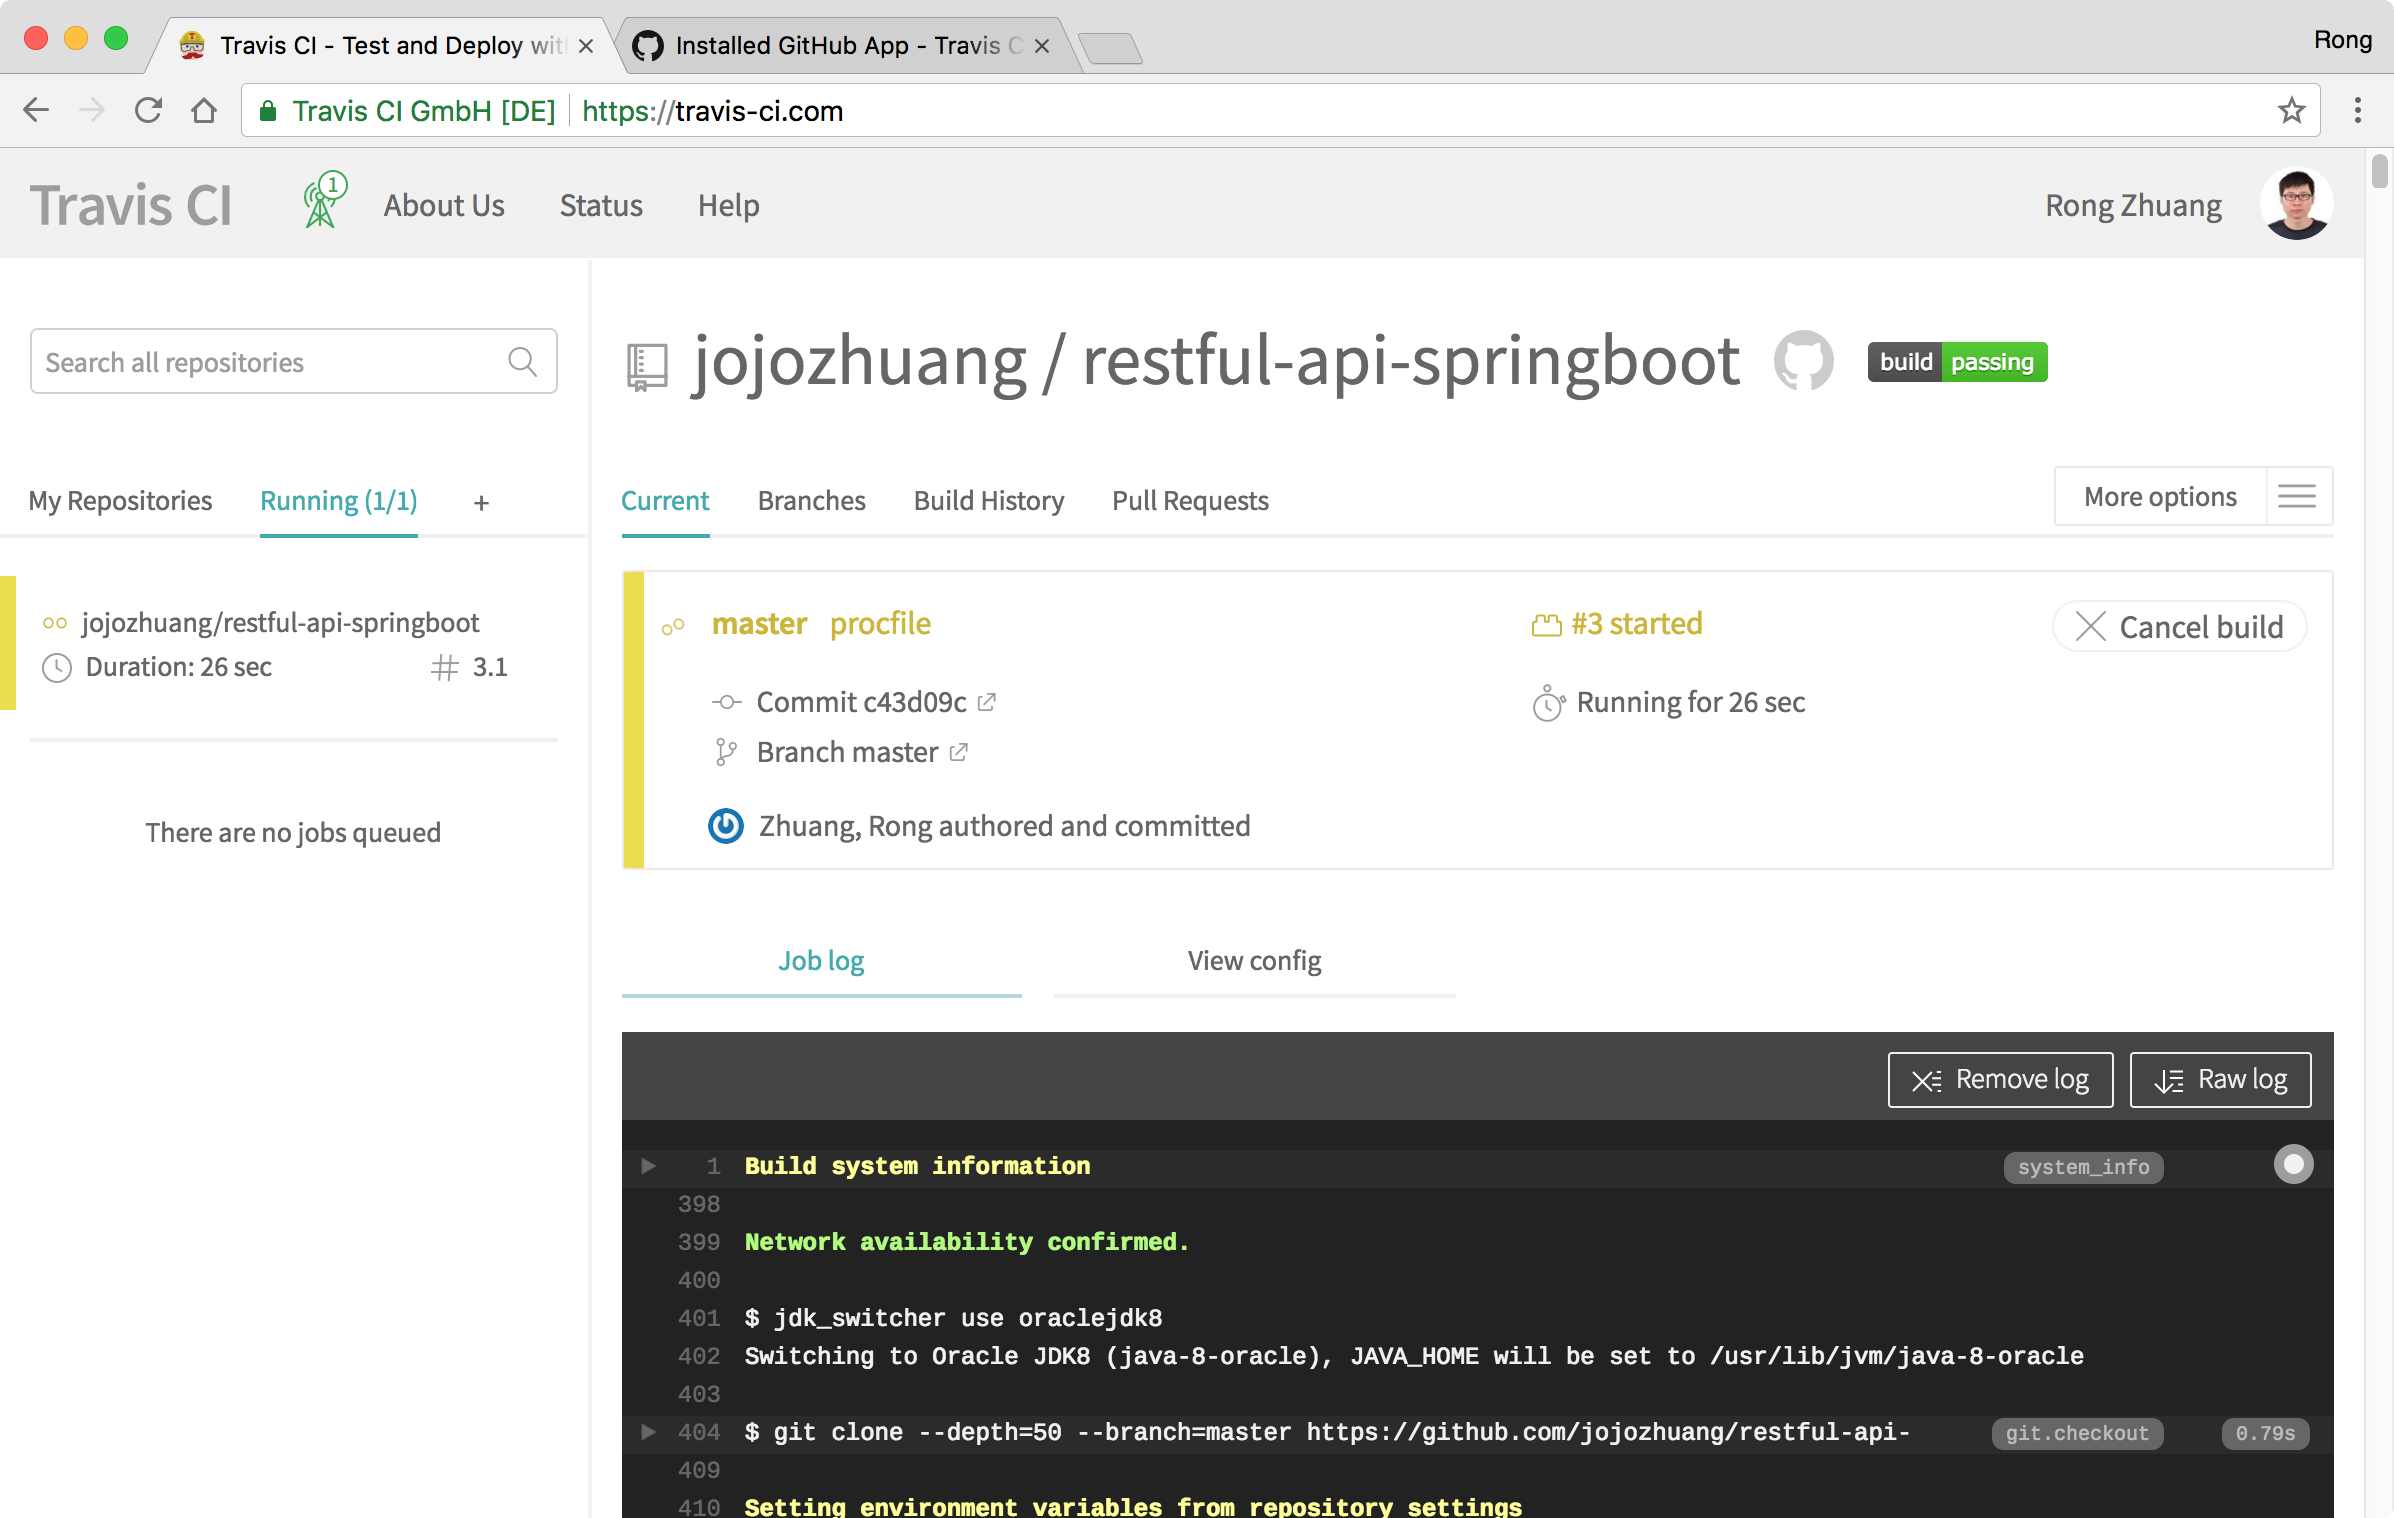 Travis CI - Test and Deploy with
Installed GitHub App - Travis C
Rong
Travis CI GmbH [DE]
https://travis-ci.com
Travis CI
1
About Us
Status
Help
Rong Zhuang
Search all repositories
jojozhuang / restful-api-springboot
build passing
My Repositories
Running (1/1)
+
Current
Branches
Build History
Pull Requests
More options
jojozhuang/restful-api-springboot
Duration: 26 sec
3.1
There are no jobs queued
master procfile
#3 started
Cancel build
Commit c43d09c
Running for 26 sec
Branch master
Zhuang, Rong authored and committed
Job log
View config
Remove log
Raw log
1 Build system information system_info
398
399 Network availability confirmed.
400
401 $ jdk_switcher use oraclejdk8
402 Switching to Oracle JDK8 (java-8-oracle), JAVA_HOME will be set to /usr/lib/jvm/java-8-oracle
403
404 $ git clone --depth=50 --branch=master https://github.com/jojozhuang/restful-api- git.checkout 0.79s
409
410 Setting environment variables from repository settings